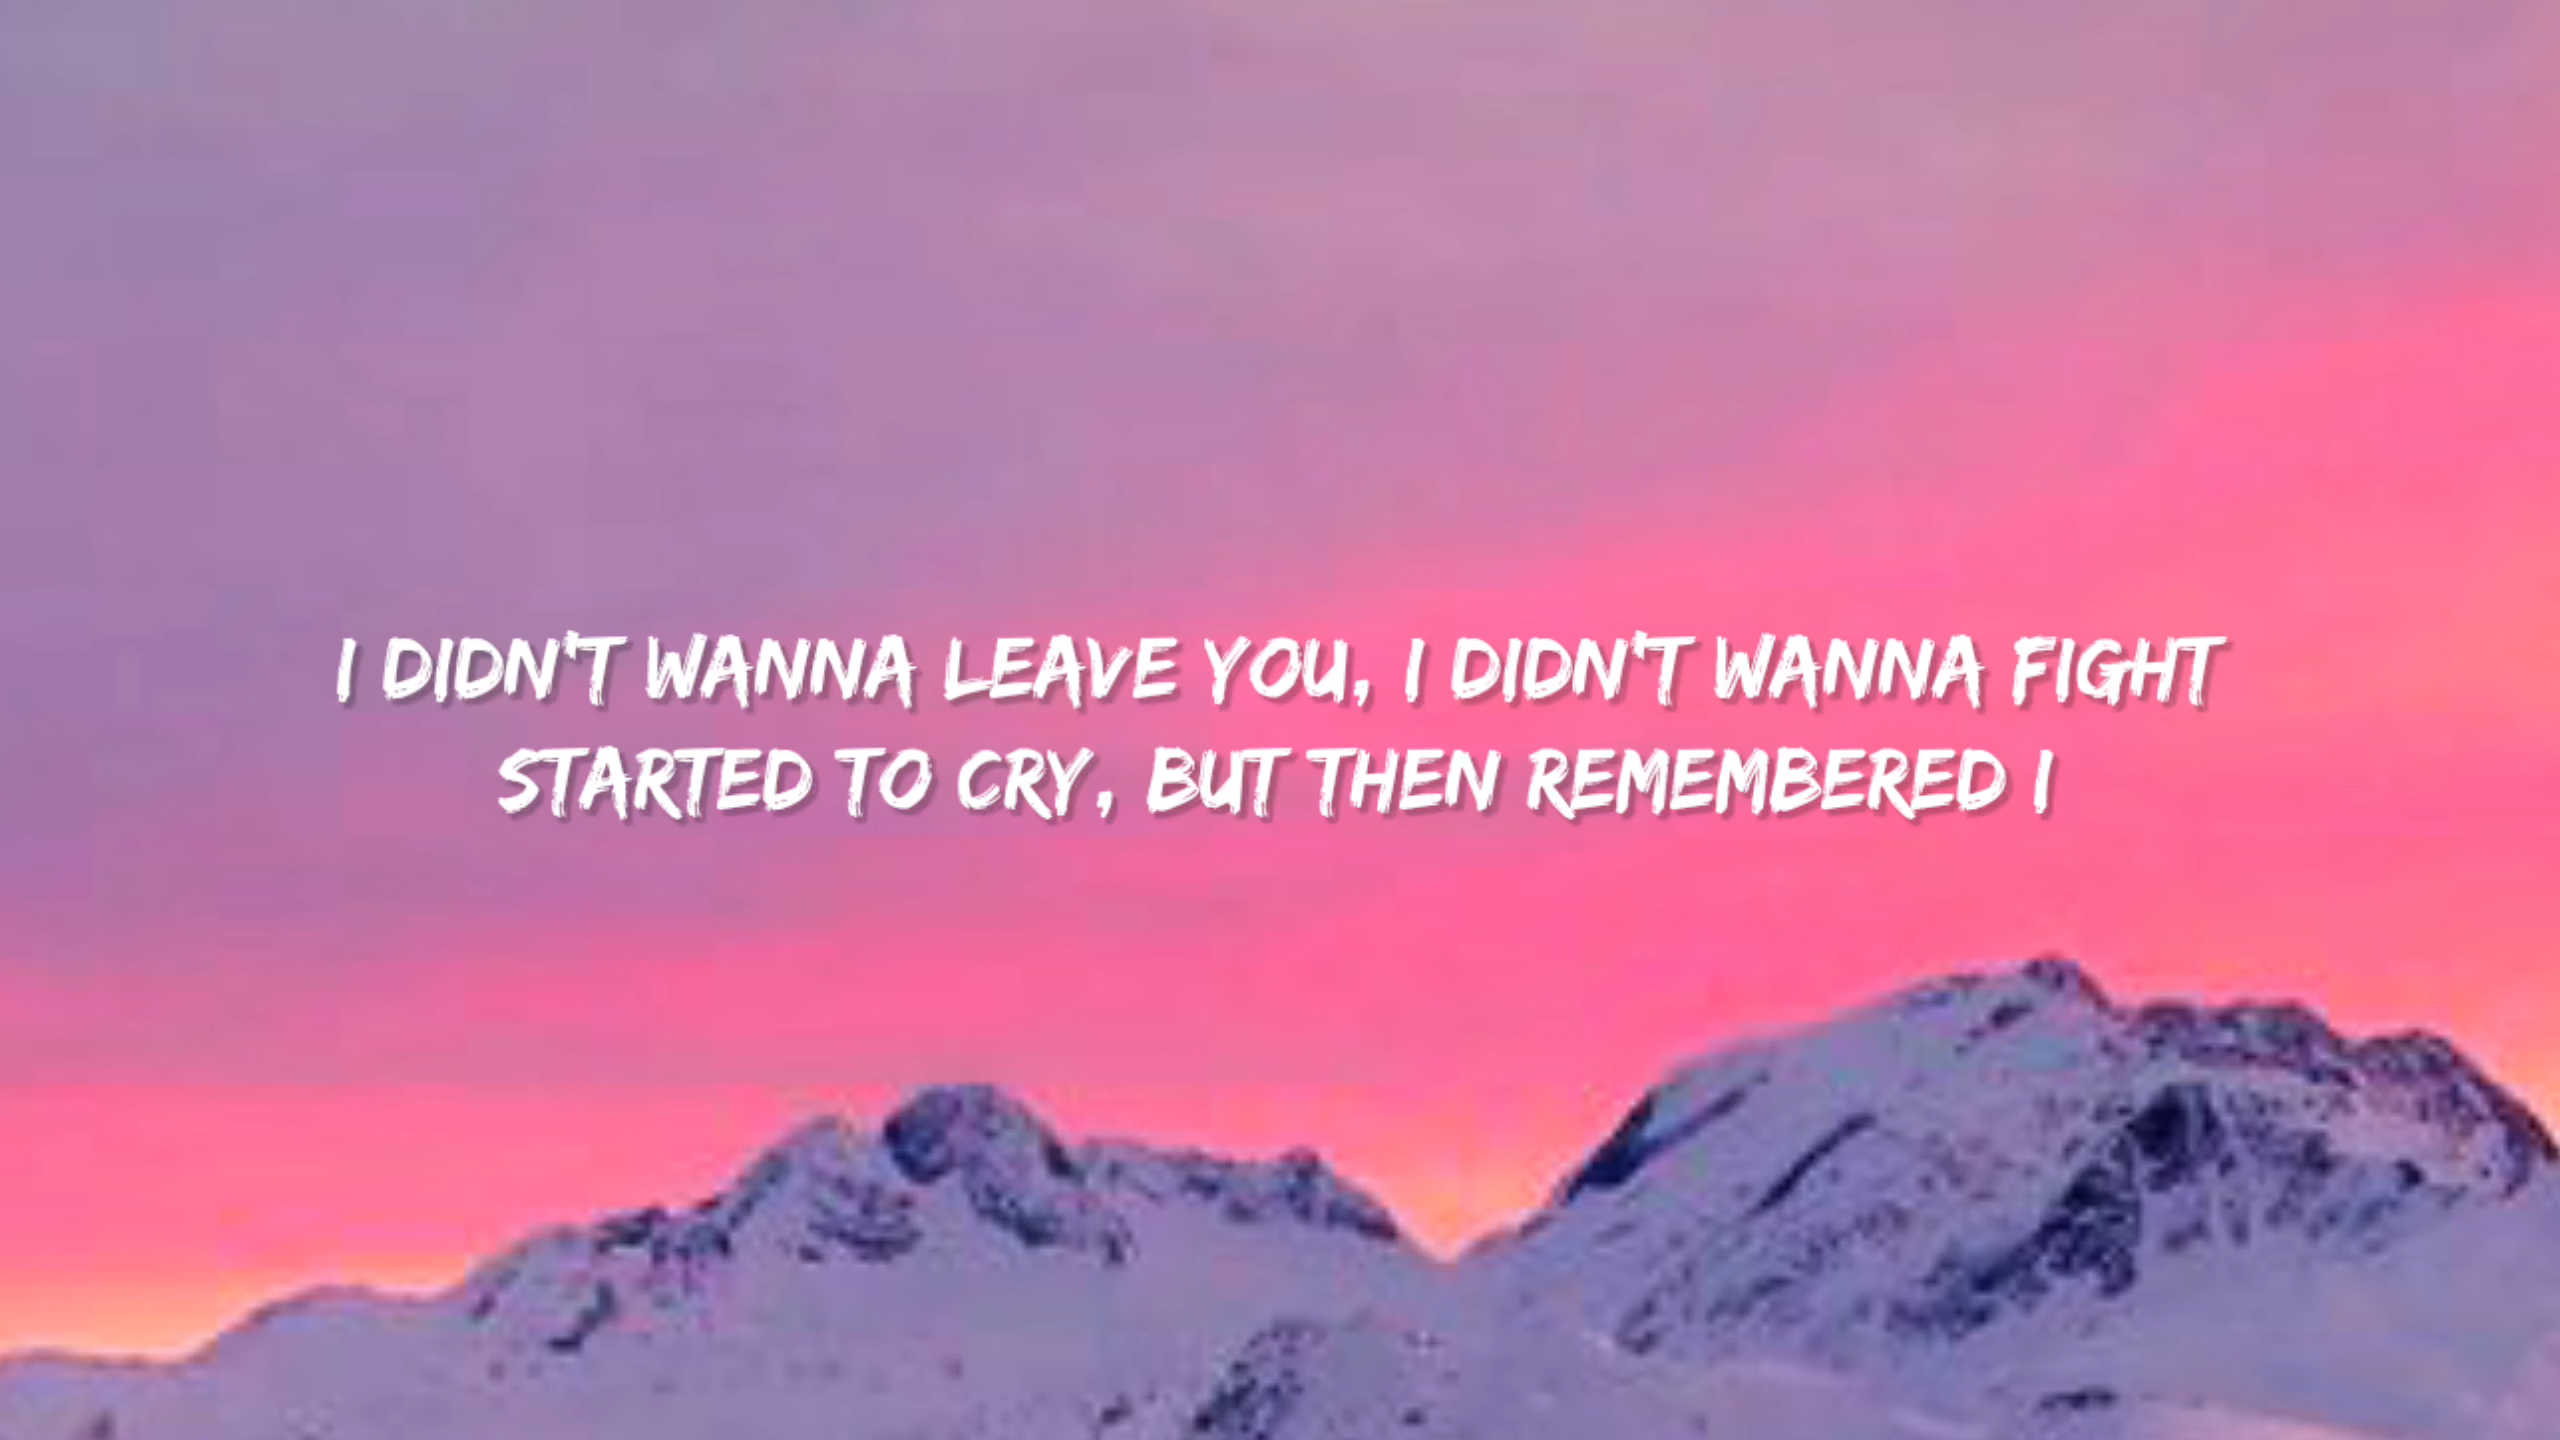 I DIDN'T WANNA LEAVE YOU, I DIDN'T WANNA FIGHT
STARTED TO CRY, BUT THEN REMEMBERED I